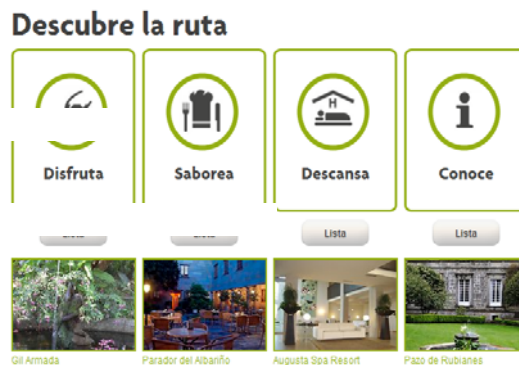 Descubre la ruta
H
Disfruta
Saborea
Descansa
Conoce
Lista
Lista
Gil Armada
Parador del Albariño
Augusta Spa Resort
Pazo de Rubianes